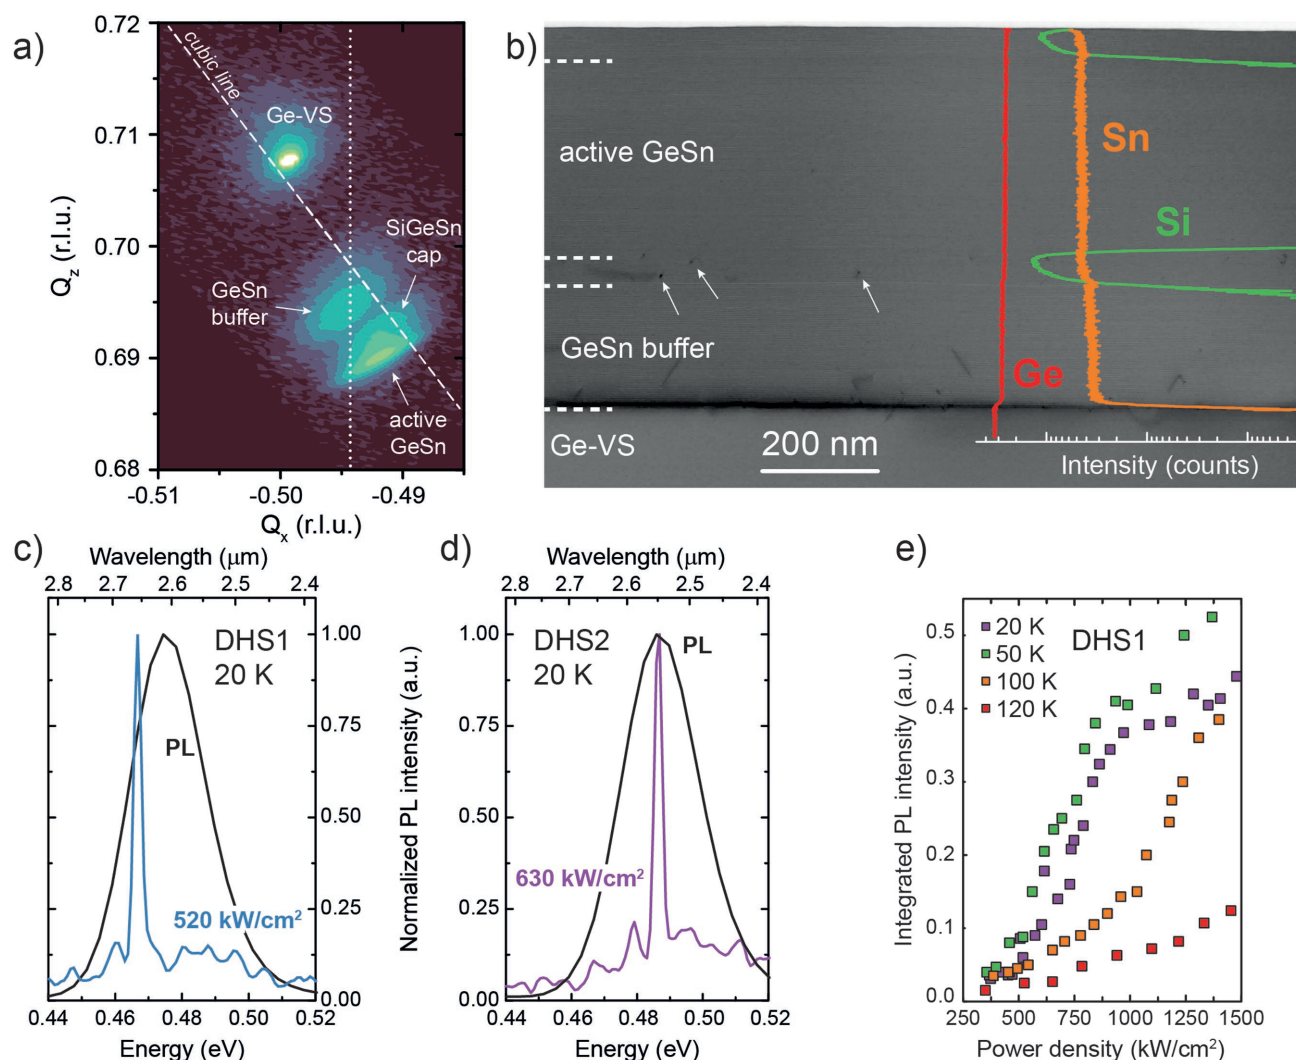 a)
0.72
0.71
0.70
0.69
0.68
Q_z (r.l.u.)
cubic line
Ge-VS
SiGeSn
cap
GeSn
buffer
active
GeSn
-0.51
-0.50
-0.49
Q_x (r.l.u.)
b)
active GeSn
GeSn buffer
Ge-VS
200 nm
Ge
Sn
Si
Intensity (counts)
c)
Wavelength (μm)
2.8
2.7
2.6
2.5
2.4
DHS1
20 K
PL
520 kW/cm²
1.00
0.75
0.50
0.25
0.00
0.44
0.46
0.48
0.50
0.52
Energy (eV)
d)
Wavelength (μm)
2.8
2.7
2.6
2.5
2.42
DHS2
20 K
PL
630 kW/cm²
Normalized PL intensity (a.u.)
1.00
0.75
0.50
0.25
0.00
0.44
0.46
0.48
0.50
0.52
Energy (eV)
e)
20 K
50 K
100 K
120 K
DHS1
Integrated PL intensity (a.u.)
0.5
0.4
0.3
0.2
0.1
0.0
250
500
750
1000
1250
1500
Power density (kW/cm²)